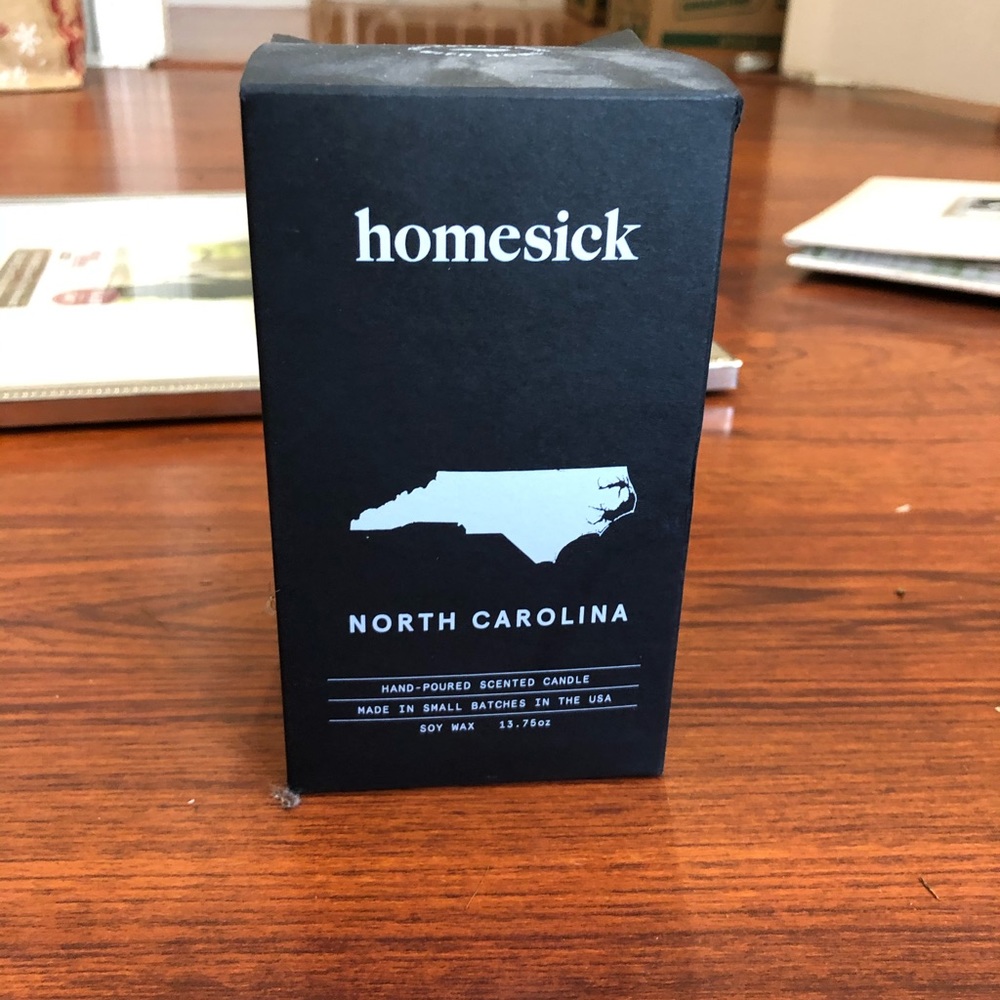 homesick
NORTH CAROLINA
HAND-POURED SCENTED CANDLE
MADE IN SMALL BATCHES IN THE USA
SOY WAX 13.75oz